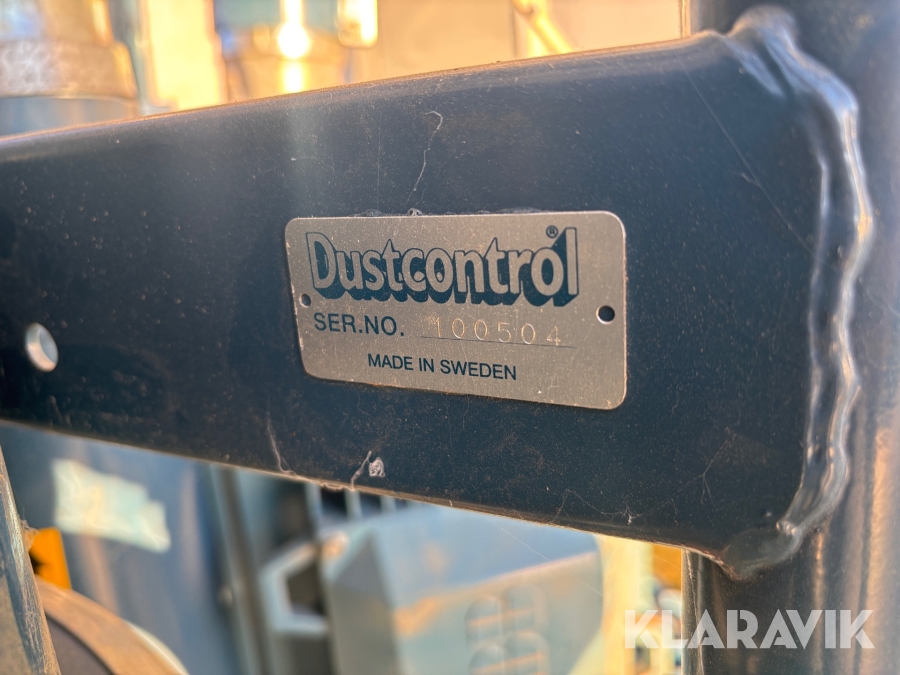 Dustcontrol®
SER.NO. 100504
MADE IN SWEDEN
KLARAVIK